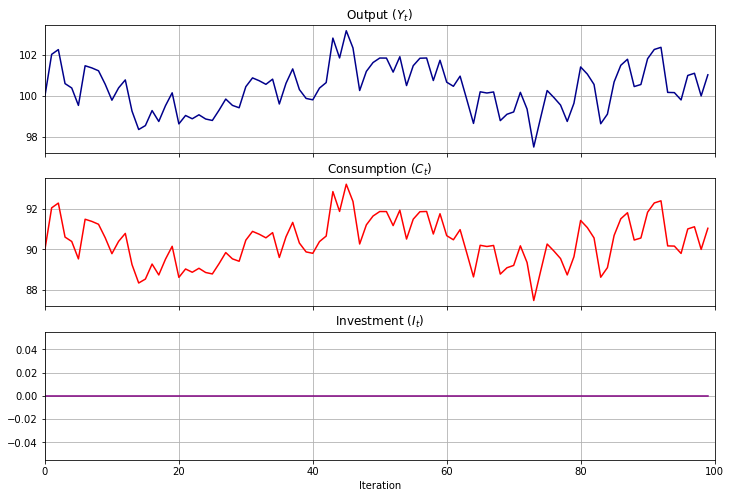 Output (Y_t)
102
100
98
Consumption (C_t)
92
90
88
Investment (I_t)
0.04
0.02
0.00
−0.02
−0.04
0 20 40 60 80 100
Iteration